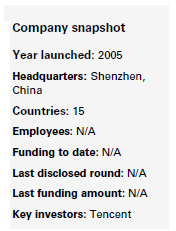 Company snapshot
Year launched: 2005
Headquarters: Shenzhen,
China
Countries: 15
Employees: N/A
Funding to date: N/A
Last disclosed round: N/A
Last funding amount: N/A
Key investors: Tencent